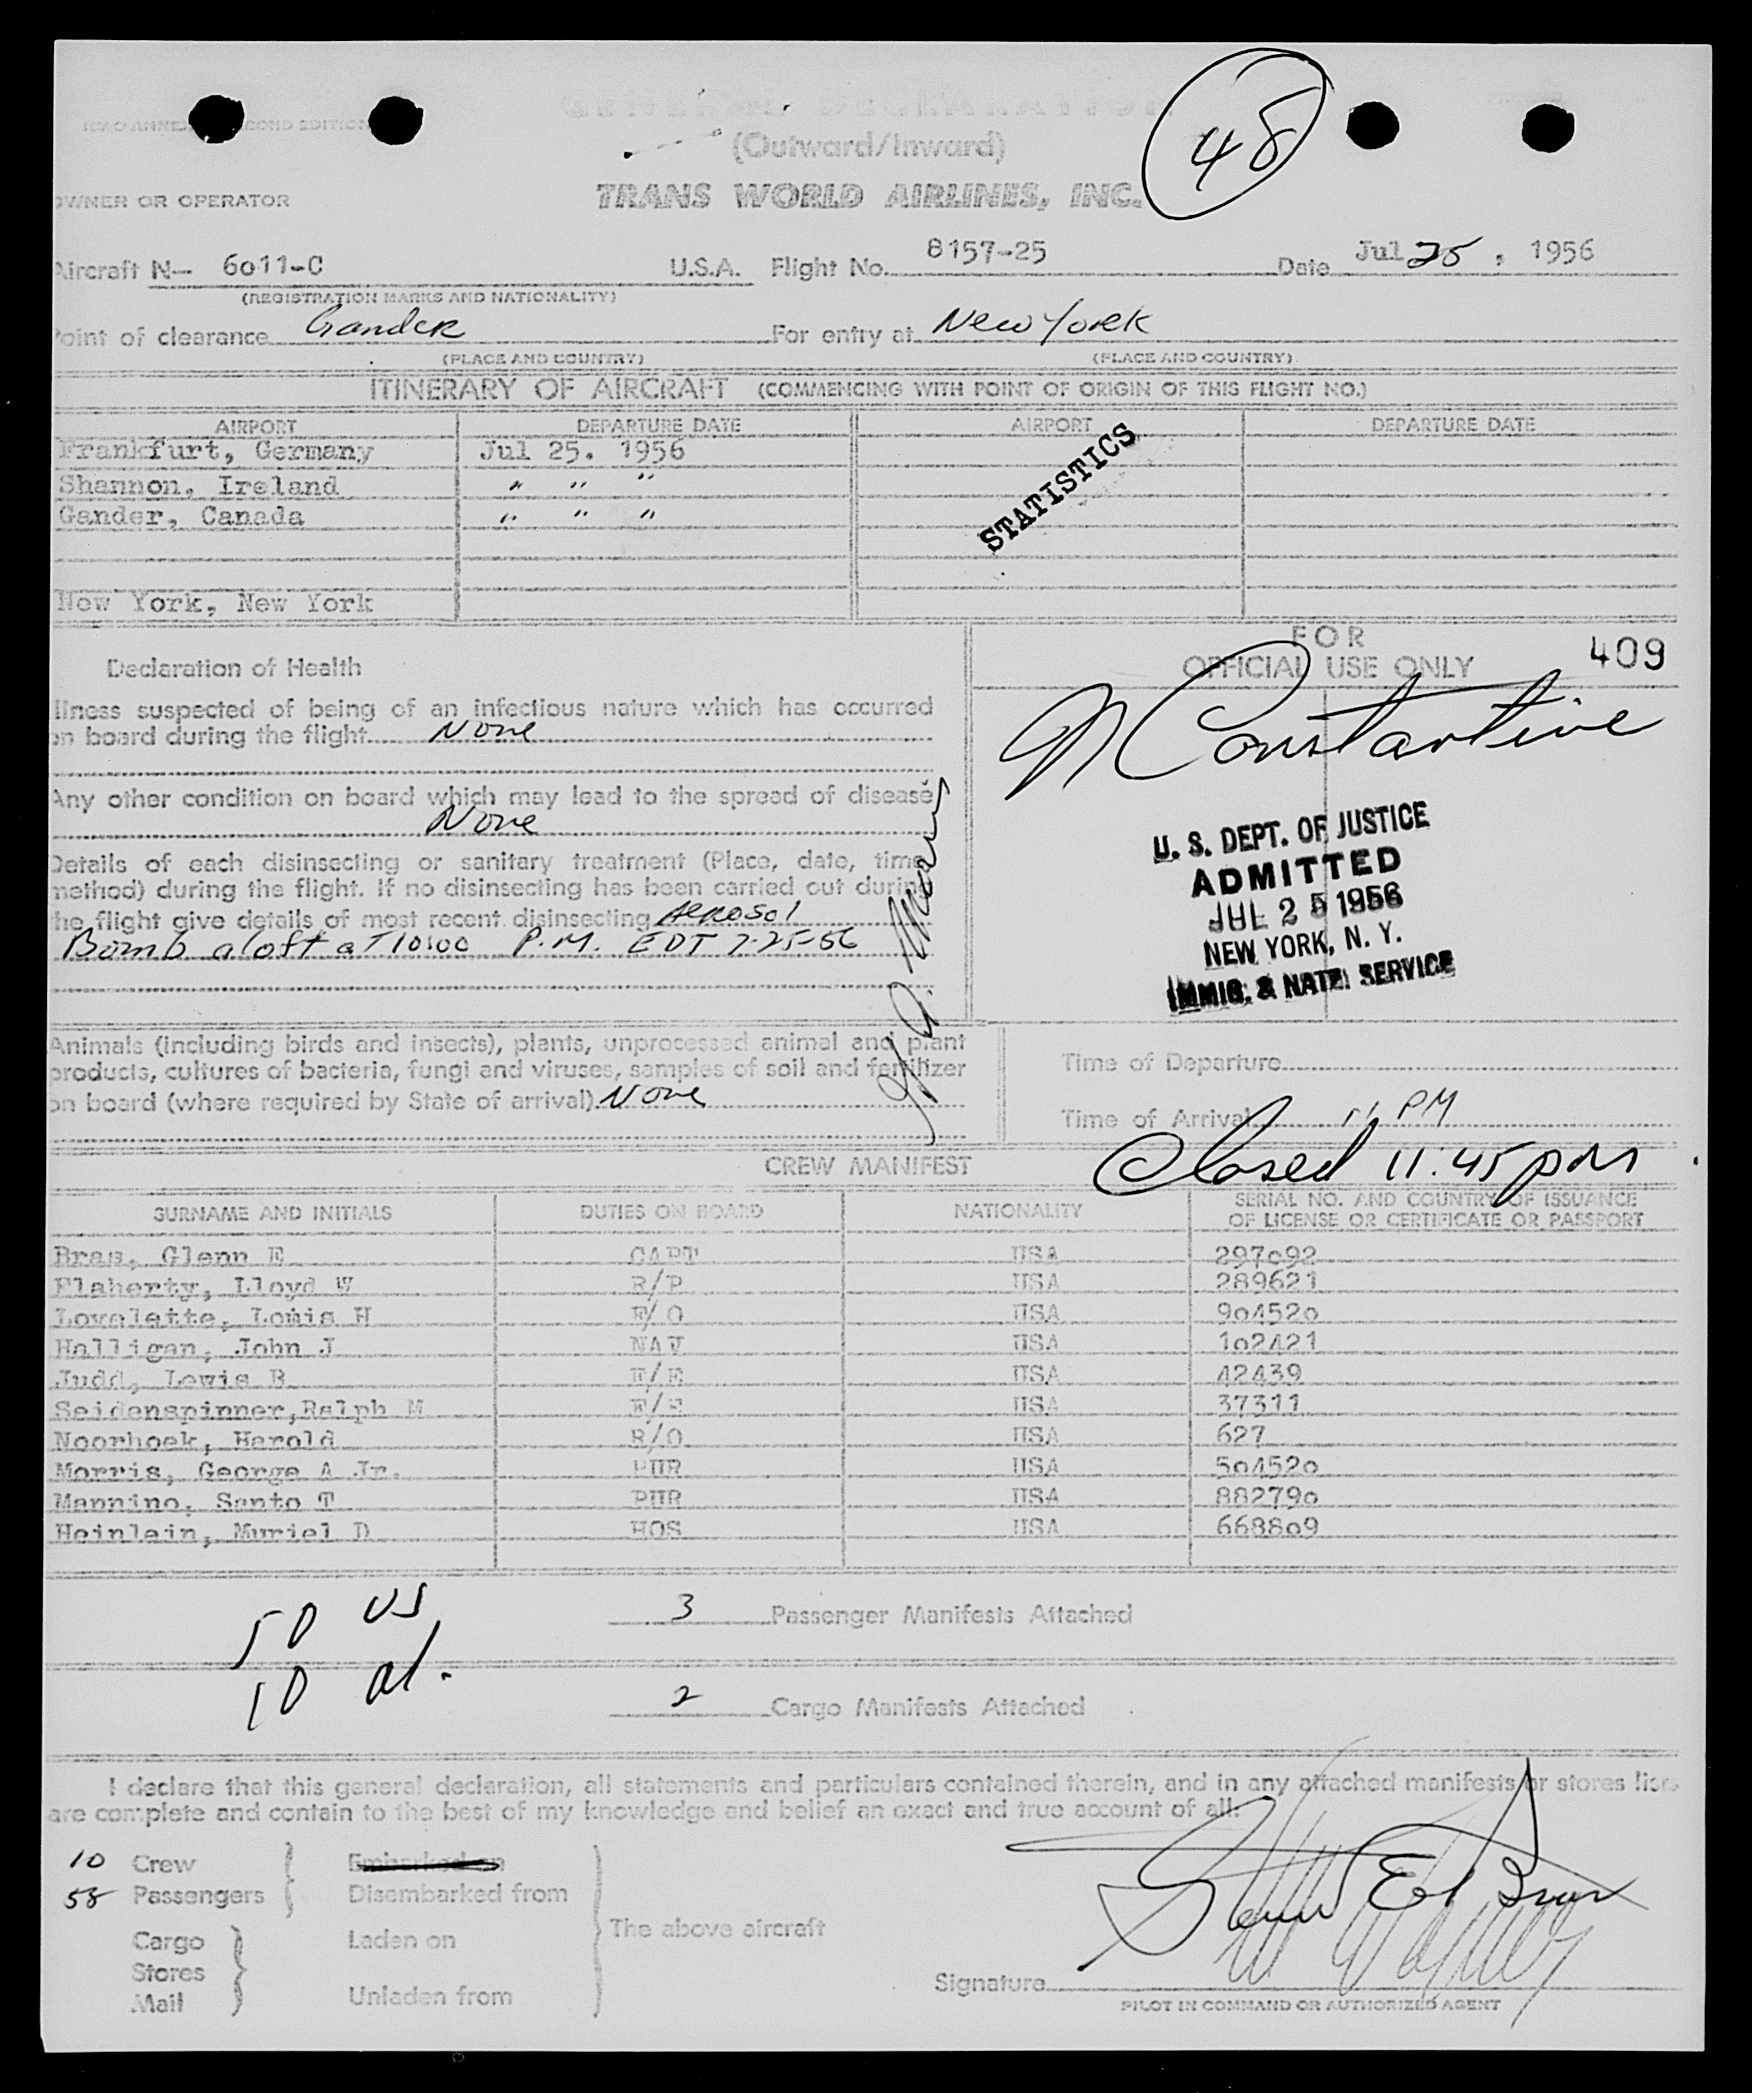 ICAO ANNEX SECOND EDITION
GENERAL DECLARATION
(Outward/Inward)
48
OWNER OR OPERATOR
TRANS WORLD AIRLINES, INC.
Aircraft N— 6011-C U.S.A. Flight No. 8157-25 Date Jul 25, 1956
(REGISTRATION MARKS AND NATIONALITY)
Point of clearance Gander For entry at New York
(PLACE AND COUNTRY) (PLACE AND COUNTRY)
ITINERARY OF AIRCRAFT (COMMENCING WITH POINT OF ORIGIN OF THIS FLIGHT NO.)
AIRPORT DEPARTURE DATE AIRPORT DEPARTURE DATE
Frankfurt, Germany Jul 25. 1956
Shannon, Ireland " " "
Gander, Canada " " "
STATISTICS
New York, New York
FOR
OFFICIAL USE ONLY
409
Declaration of Health
Illness suspected of being of an infectious nature which has occurred
on board during the flight None
Any other condition on board which may lead to the spread of disease
None
Details of each disinsecting or sanitary treatment (Place, date, time
method) during the flight. If no disinsecting has been carried out during
the flight give details of most recent disinsecting Aerosol
Bomb aloft at 10:00 P.M. EDT 7-25-56
M Constantine
U. S. DEPT. OF JUSTICE
ADMITTED
JUL 25 1956
NEW YORK, N. Y.
IMMIG. & NATZ. SERVICE
Animals (including birds and insects), plants, unprocessed animal and plant
products, cultures of bacteria, fungi and viruses, samples of soil and fertilizer
on board (where required by State of arrival) None
Time of Departure
Time of Arrival 11 PM
Closed 11:45 pm
CREW MANIFEST
SURNAME AND INITIALS DUTIES ON BOARD NATIONALITY SERIAL NO. AND COUNTRY OF ISSUANCE
OF LICENSE OR CERTIFICATE OR PASSPORT
Bras, Glenn E CAPT USA 297092
Flaherty, Lloyd W R/P USA 289621
Lovelette, Louis H F/O USA 904520
Halligan, John J NAV USA 102421
Judd, Lewis B F/E USA 42439
Seidenspinner, Ralph M F/E USA 37311
Noorhoek, Harold R/O USA 627
Morris, George A Jr. PUR USA 504520
Mannino, Santo T PUR USA 882790
Heinlein, Muriel D HOS USA 668809
50 US
10 al.
3 Passenger Manifests Attached
2 Cargo Manifests Attached
I declare that this general declaration, all statements and particulars contained therein, and in any attached manifests or stores lists
are complete and contain to the best of my knowledge and belief an exact and true account of all:
10 Crew
58 Passengers
Embarked on
Disembarked from
Cargo
Stores
Mail
Laden on
Unladen from
The above aircraft
Signature
PILOT IN COMMAND OR AUTHORIZED AGENT